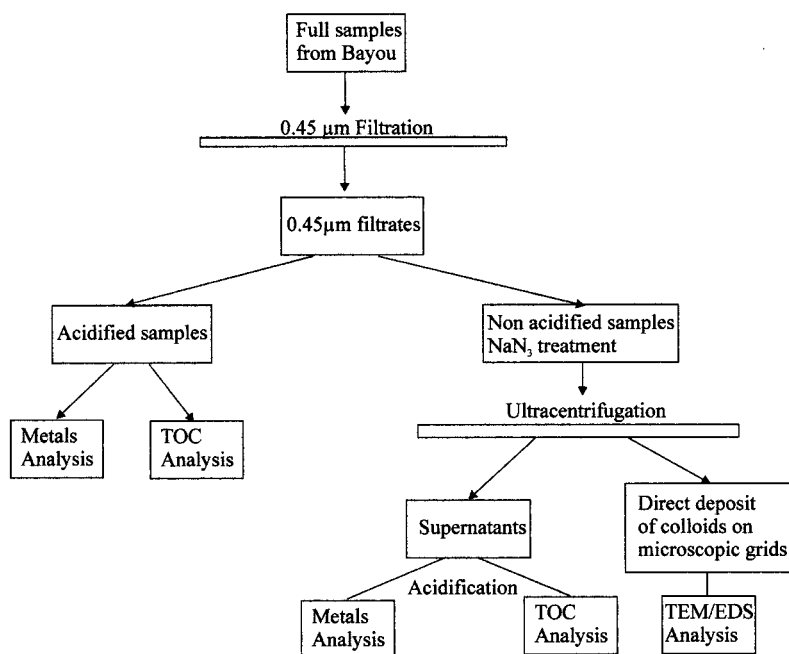 Full samples
from Bayou
0.45 µm Filtration
0.45µm filtrates
Acidified samples
Non acidified samples
NaN₃ treatment
Ultracentrifugation
Metals
Analysis
TOC
Analysis
Supernatants
Direct deposit
of colloids on
microscopic grids
Acidification
Metals
Analysis
TOC
Analysis
TEM/EDS
Analysis